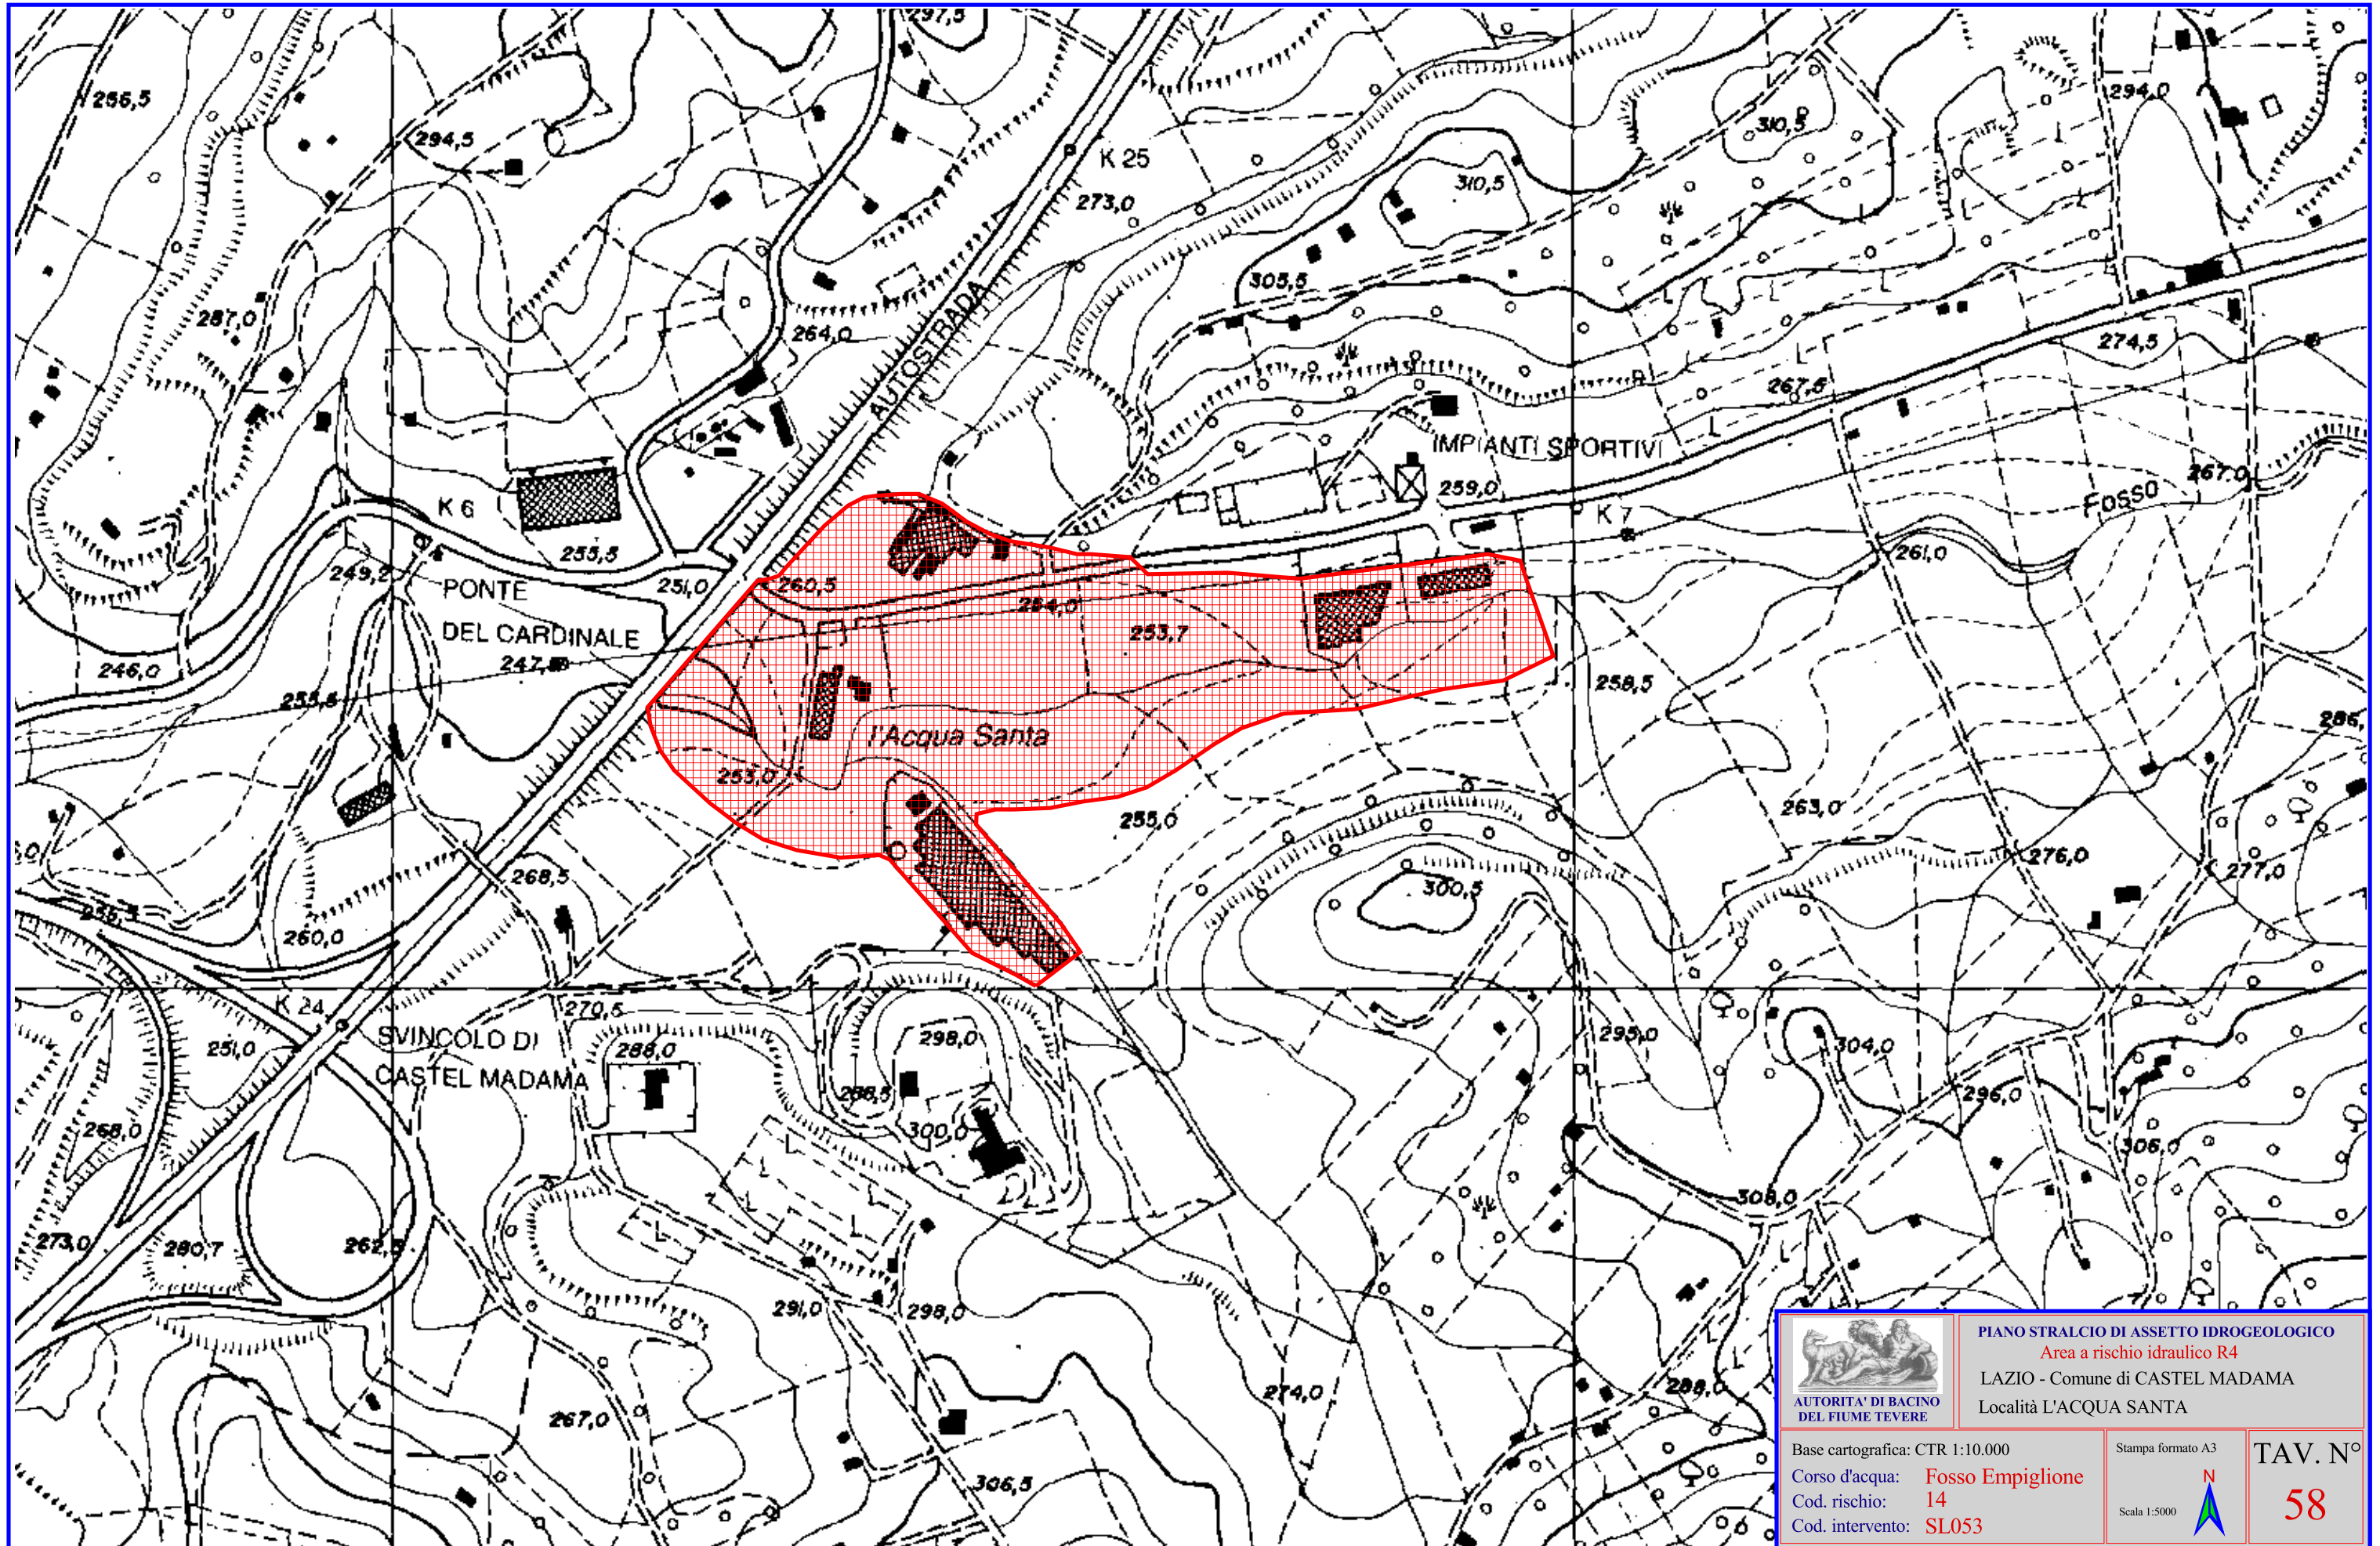 297,5
256,5
294,5
K 25
273,0
310,5
310,5
294,0
287,0
264,0
AUTOSTRADA
305,5
274,5
267,5
IMPIANTI SPORTIVI
259,0
K 7
267,0
Fosso
261,0
K 6
255,5
249,2
PONTE
DEL CARDINALE
251,0
260,5
254,0
253,7
247,5
246,0
255,5
258,5
l'Acqua Santa
253,0
255,0
263,0
276,0
277,0
300,5
268,5
260,0
K 24
SVINCOLO DI
CASTEL MADAMA
251,0
270,5
288,0
298,0
295,0
304,0
296,0
268,0
300,0
306,0
308,0
273,0
280,7
262,5
291,0
298,0
274,0
288,0
267,0
306,5
AUTORITA' DI BACINO
DEL FIUME TEVERE
PIANO STRALCIO DI ASSETTO IDROGEOLOGICO
Area a rischio idraulico R4
LAZIO - Comune di CASTEL MADAMA
Località L'ACQUA SANTA
Base cartografica: CTR 1:10.000
Corso d'acqua: Fosso Empiglione
Cod. rischio: 14
Cod. intervento: SL053
Stampa formato A3
N
Scala 1:5000
TAV. N°
58